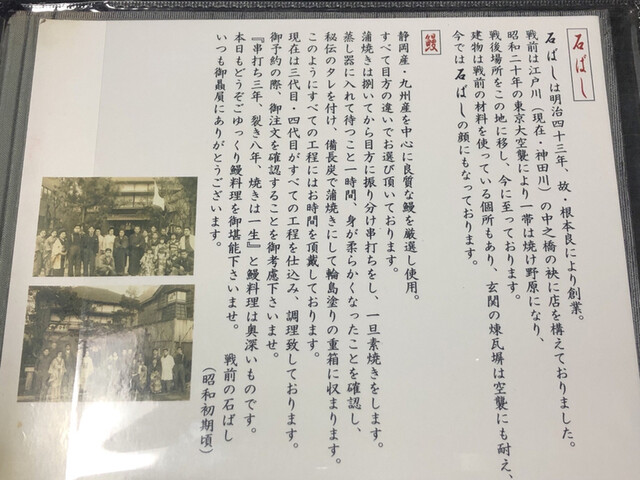 石ばし
石ばしは明治四十三年、故・根本良により創業。
戦前は江戸川（現在・神田川）の中之橋の袂に店を構えておりました。
昭和二十年の東京大空襲により一帯は焼け野原になり、
戦後場所をこの地に移し、今に至っております。
建物は戦前の材料を使っている個所もあり、玄関の煉瓦塀は空襲にも耐え、
今では石ばしの顔にもなっております。
鰻
静岡産・九州産を中心に良質な鰻を厳選し使用。
すべて目方の違いでお選び頂いております。
蒲焼きは捌いてから目方に振り分け串打ちをし、一旦素焼きをします。
蒸し器に入れて待つこと一時間、身が柔らかくなったことを確認し、
秘伝のタレを付け、備長炭で蒲焼きにして輪島塗りの重箱に収まります。
このようにすべての工程にはお時間を頂戴しております。
現在は三代目・四代目がすべての工程を仕込み、調理致しております。
御予約の際、御注文を確認することを御考慮下さいませ。
『串打ち三年、裂き八年、焼きは一生』と鰻料理は奥深いものです。
本日もどうぞごゆっくり鰻料理を御堪能下さいませ。
いつも御贔屓にありがとうございます。
戦前の石ばし
（昭和初期頃）